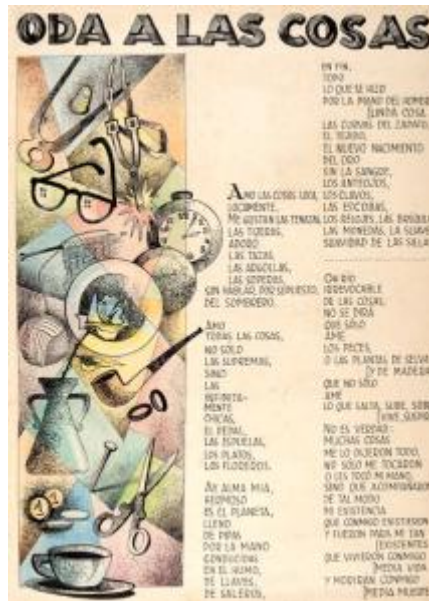 ODA A LAS COSAS
AMO LAS COSAS LOCA,
LOCAMENTE.
ME GUSTAN LAS TENAZAS,
LAS TIJERAS,
ADORO
LAS TAZAS,
LAS ARGOLLAS,
LAS SOPERAS,
SIN HABLAR, POR SUPUESTO,
DEL SOMBRERO.
AMO
TODAS LAS COSAS,
NO SÓLO
LAS SUPREMAS,
SINO
LAS
INFINITA-
MENTE
CHICAS,
EL DEDAL,
LAS ESPUELAS,
LOS PLATOS,
LOS FLOREROS.
AY, ALMA MÍA,
HERMOSO
ES EL PLANETA,
LLENO
DE PIPAS
POR LA MANO
CONDUCIDAS
EN EL HUMO,
DE LLAVES,
DE SALEROS,
EN FIN,
TODO
LO QUE SE HIZO
POR LA MANO DEL HOMBRE
[LINDA COSA
LAS CURVAS DEL ZAPATO,
EL TEJIDO,
EL NUEVO NACIMIENTO
DEL ORO
SIN LA SANGRE,
LOS ANTEOJOS,
LOS CLAVOS,
LAS ESCOBAS,
LOS RELOJES, LAS BRÚJULAS
LAS MONEDAS, LA SUAVE
SUAVIDAD DE LAS SILLAS
OH RÍO
IRREVOCABLE
DE LAS COSAS,
NO SE DIRÁ
QUE SÓLO
AMÉ
LOS PECES,
O LAS PLANTAS DE SELVA
[Y DE MADERA
QUE NO SÓLO
AMÉ
LO QUE SALTA, SUBE, SOB
[VIVE, SUSPIR
NO ES VERDAD:
MUCHAS COSAS
ME LO DIJERON TODO.
NO SÓLO ME TOCARON
O LES TOCÓ MI MANO,
SINO QUE ACOMPAÑARON
DE TAL MODO
MI EXISTENCIA
QUE CONMIGO EXISTIERON
Y FUERON PARA MÍ TAN
[EXISTENTES
QUE VIVIERON CONMIGO
[MEDIA VIDA
Y MORIRÁN CONMIGO
[MEDIA MUERTE